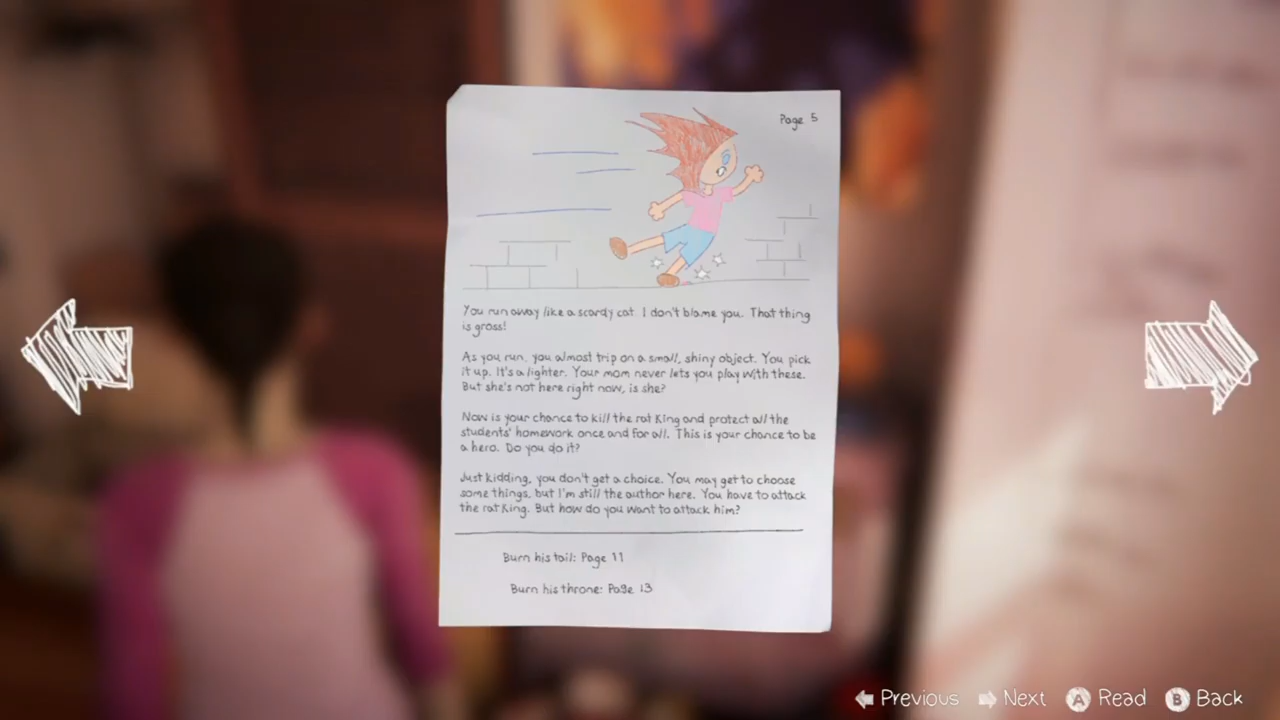 Page 5
You run away like a scardy cat. I don't blame you. That thing
is gross!
As you run, you almost trip on a small, shiny object. You pick
it up. It's a lighter. Your mom never lets you play with these.
But she's not here right now, is she?
Now is your chance to kill the rat King and protect all the
students' homework once and for all. This is your chance to be
a hero. Do you do it?
Just kidding, you don't get a choice. You may get to choose
some things, but I'm still the author here. You have to attack
the rat King. But how do you want to attack him?
Burn his tail: Page 11
Burn his throne: Page 13
Previous Next A Read B Back